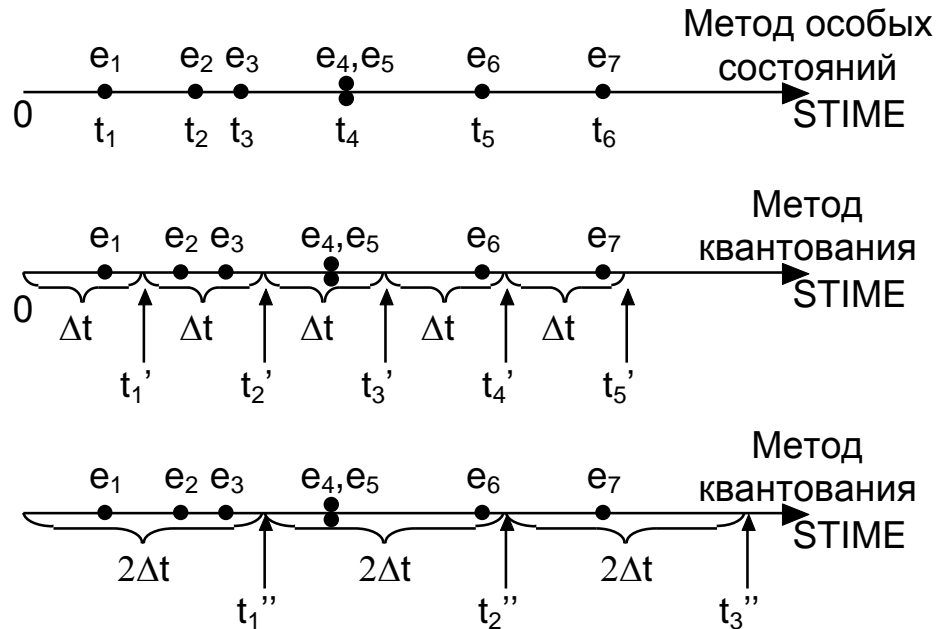 Метод особых
состояний
e₁ e₂ e₃ e₄,e₅ e₆ e₇
0 t₁ t₂ t₃ t₄ t₅ t₆ STIME
Метод
квантования
e₁ e₂ e₃ e₄,e₅ e₆ e₇
0 STIME
Δt Δt Δt Δt Δt
t₁’ t₂’ t₃’ t₄’ t₅’
Метод
квантования
e₁ e₂ e₃ e₄,e₅ e₆ e₇
STIME
2Δt 2Δt 2Δt
t₁’’ t₂’’ t₃’’